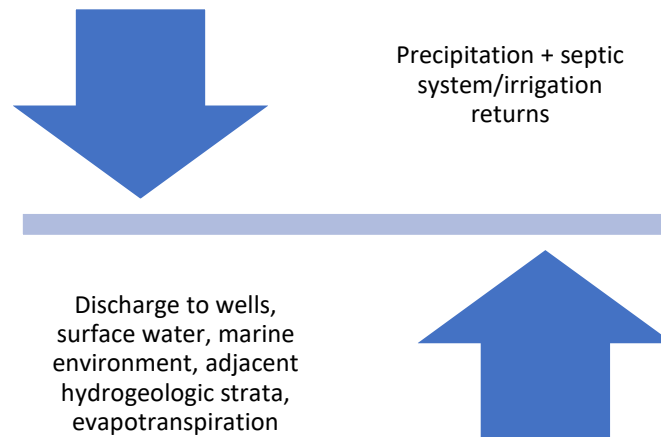 Precipitation + septic
system/irrigation
returns
Discharge to wells,
surface water, marine
environment, adjacent
hydrogeologic strata,
evapotranspiration